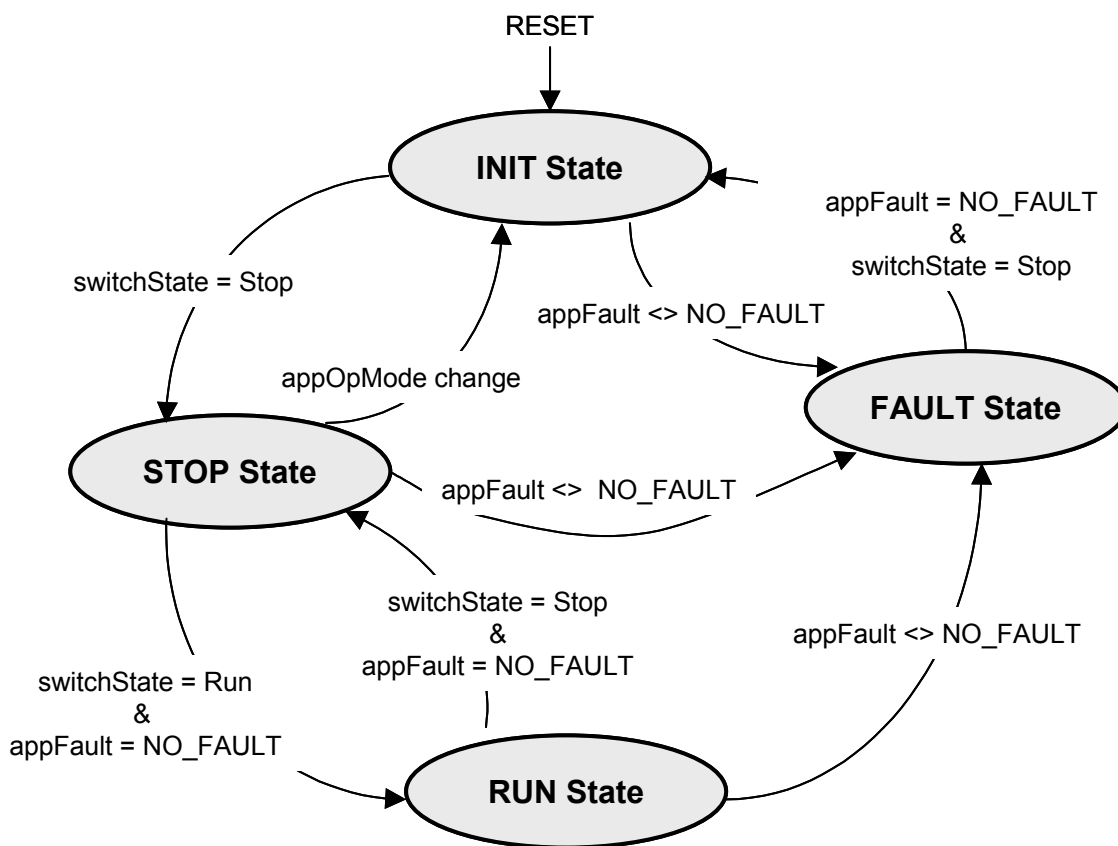 RESET
INIT State
appFault = NO_FAULT
&
switchState = Stop
switchState = Stop
appFault <> NO_FAULT
appOpMode change
FAULT State
STOP State
appFault <> NO_FAULT
switchState = Stop
&
appFault = NO_FAULT
appFault <> NO_FAULT
switchState = Run
&
appFault = NO_FAULT
RUN State